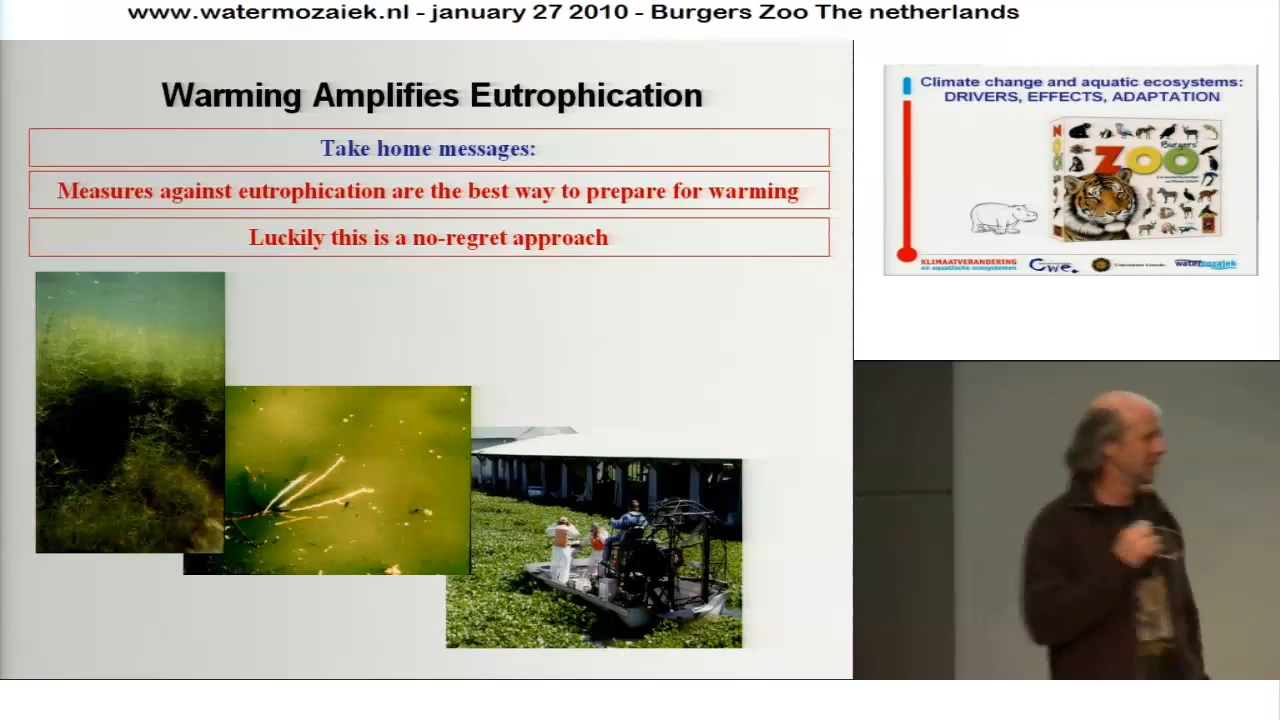 www.watermozaiek.nl - january 27 2010 - Burgers Zoo The netherlands
Warming Amplifies Eutrophication
Take home messages:
Measures against eutrophication are the best way to prepare for warming
Luckily this is a no-regret approach
Climate change and aquatic ecosystems:
DRIVERS, EFFECTS, ADAPTATION
Burgers'
ZOO
ZOO
KLIMAATVERANDERING
en aquatische ecosystemen
Cwe.
watermozaiek